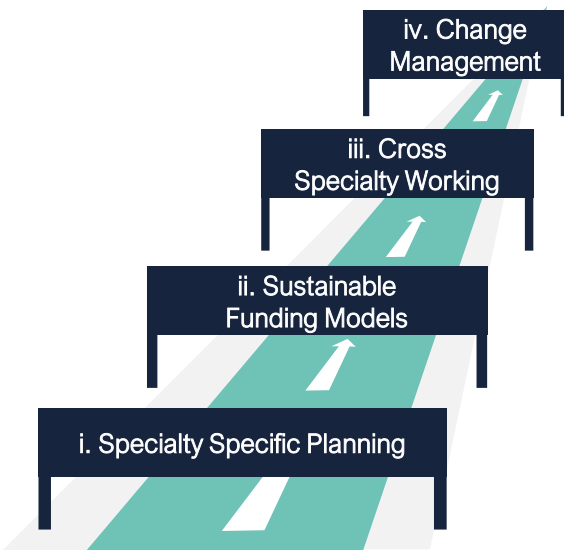 iv. Change
Management
iii. Cross
Specialty Working
ii. Sustainable
Funding Models
i. Specialty Specific Planning